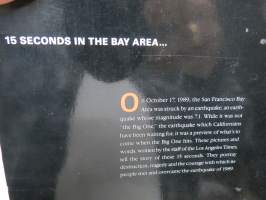 15 SECONDS IN THE BAY AREA...
On October 17, 1989, the San Francisco Bay
Area was struck by an earthquake, an earth-
quake whose magnitude was 7.1. While it was not
"the Big One," the earthquake which Californians
have been waiting for, it was a preview of what's to
come when the Big One hits. These pictures and
words, written by the staff of the Los Angeles Times,
tell the story of those 15 seconds. They portray
destruction, tragedy and the courage with which so
people met and overcame the earthquake of 1989.